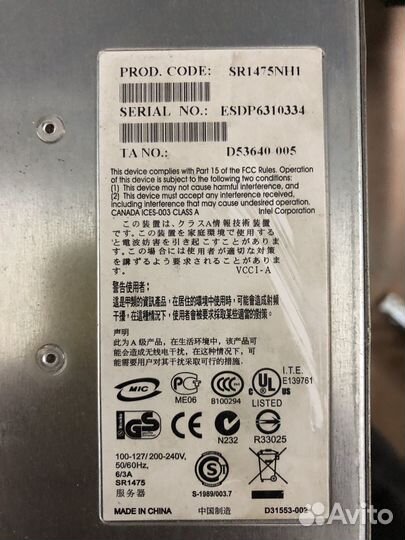 PROD. CODE: SR1475NH1
SERIAL NO.: ESDP6310334
TA NO.: D53640-005
This device complies with Part 15 of the FCC Rules. Operation
of this device is subject to the following two conditions:
(1) This device may not cause harmful interference, and
(2) This device must accept any interference received,
including interference that may cause undesired operation.
CANADA ICES-003 CLASS A Intel Corporation
この装置は、クラスA情報技術装置
です。この装置を家庭環境で使用する
と電波妨害を引き起こすことがありま
す。この場合には使用者が適切な対策
を講ずるよう要求されることがあり
ます。 VCCI-A
警告使用者:
這是甲類的資訊產品,在居住的環境中使用時,可能會造成射頻
干擾,在這種情況下,使用者會被要求採取某些適當的對策
声明
此为A级产品,在生活环境中,该产品可
能会造成无线电干扰,在这种情况下,可
能需要用户对其干扰采取可行的措施。
MIC
ME06
B100294
UL
LISTED
I.T.E.
E139761
GS
N232
R33025
100-127/200-240V,
50/60Hz,
6/3A
SR1475
服务器
S
S-1989/003.7
MADE IN CHINA 中国制造 D31553-002
Avito